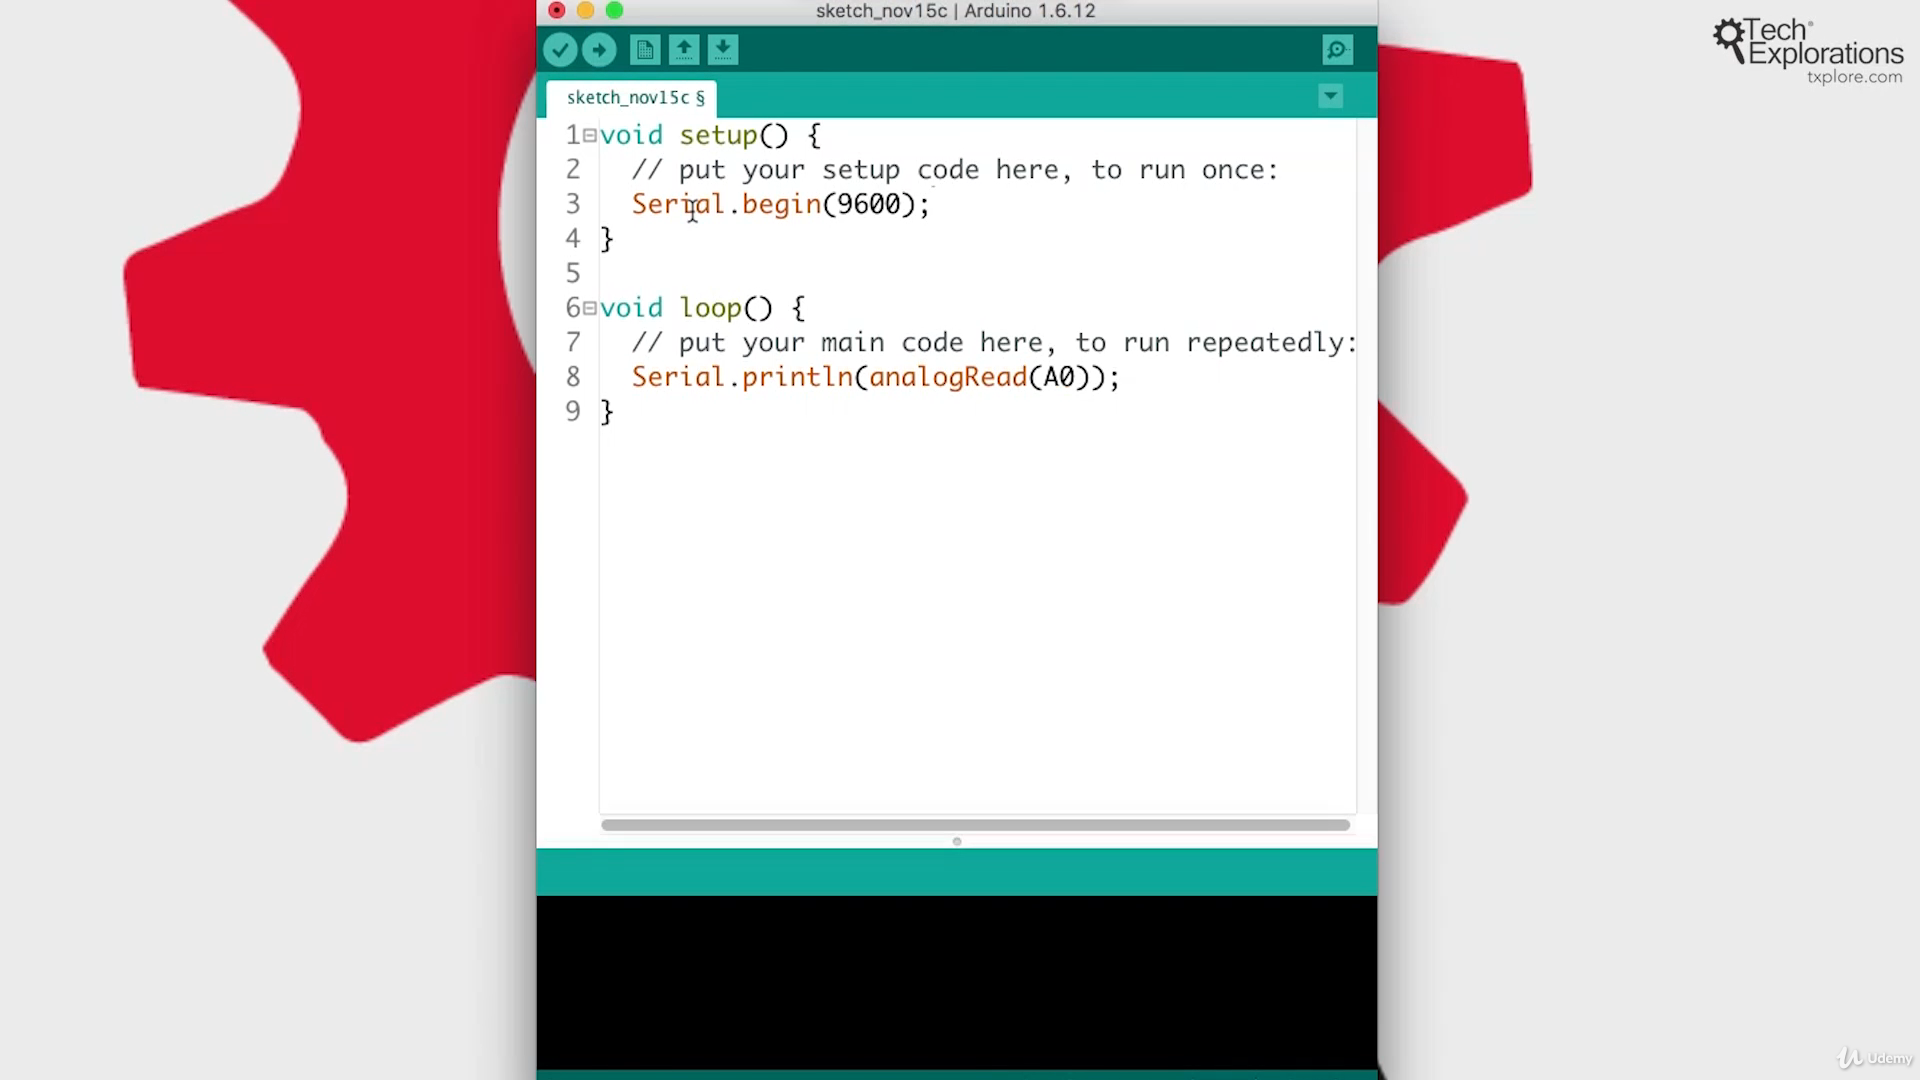 sketch_nov15c | Arduino 1.6.12
Tech
Explorations
txplore.com
sketch_nov15c §
1 void setup() {
2 // put your setup code here, to run once:
3 Serial.begin(9600);
4 }
5
6 void loop() {
7 // put your main code here, to run repeatedly:
8 Serial.println(analogRead(A0));
9 }
Udemy